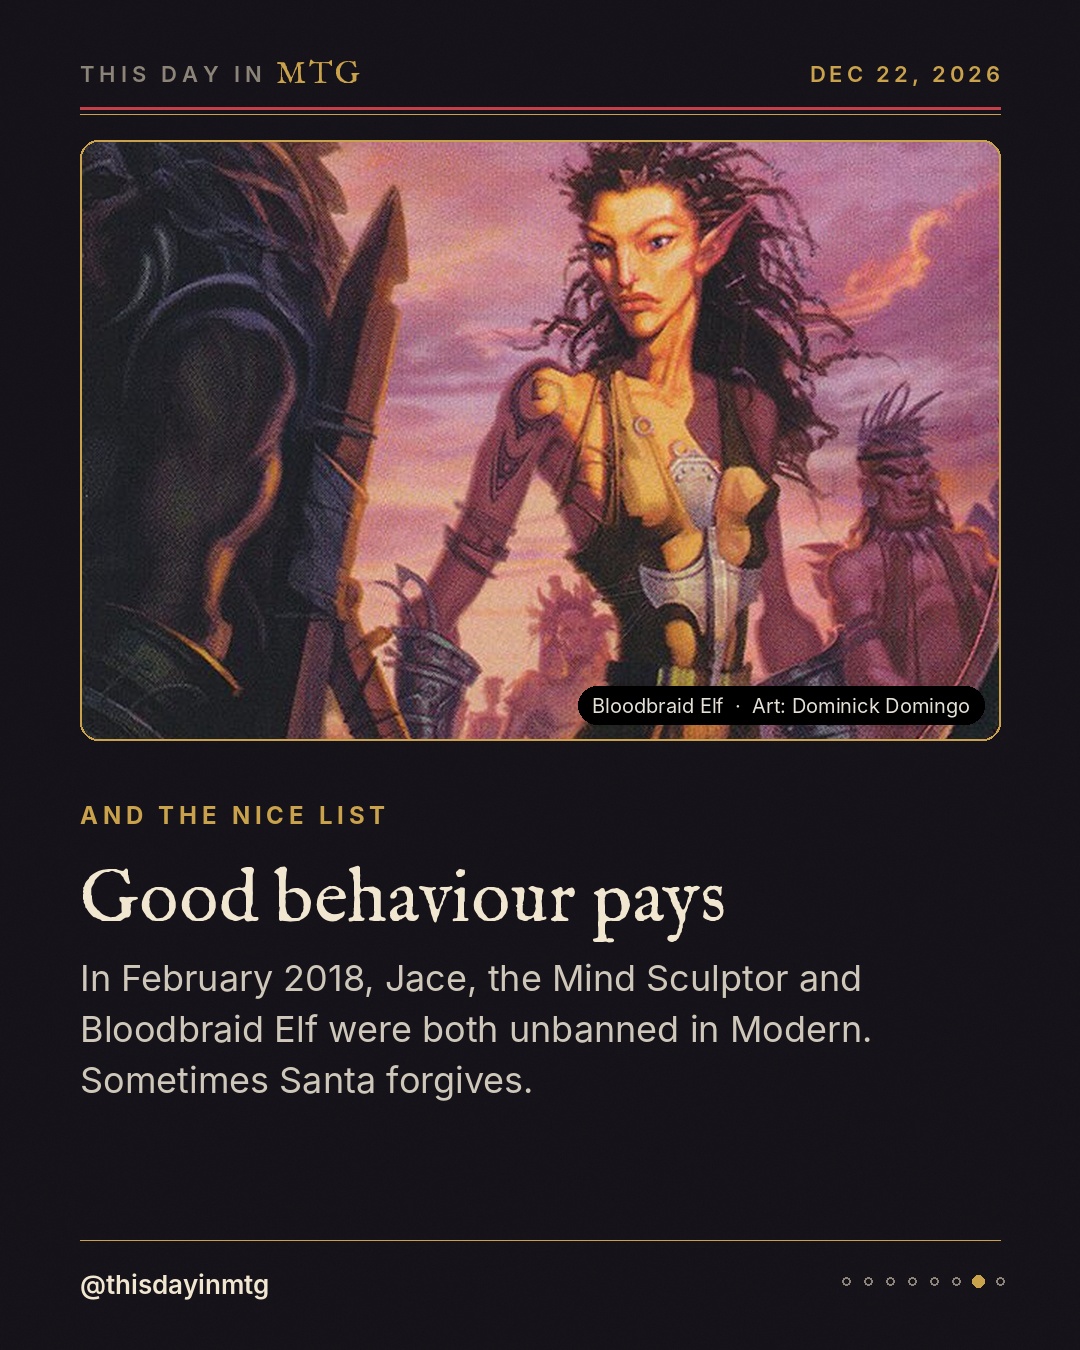 THIS DAY IN MTG
DEC 22, 2026
Bloodbraid Elf · Art: Dominick Domingo
AND THE NICE LIST
Good behaviour pays
In February 2018, Jace, the Mind Sculptor and
Bloodbraid Elf were both unbanned in Modern.
Sometimes Santa forgives.
@thisdayinmtg